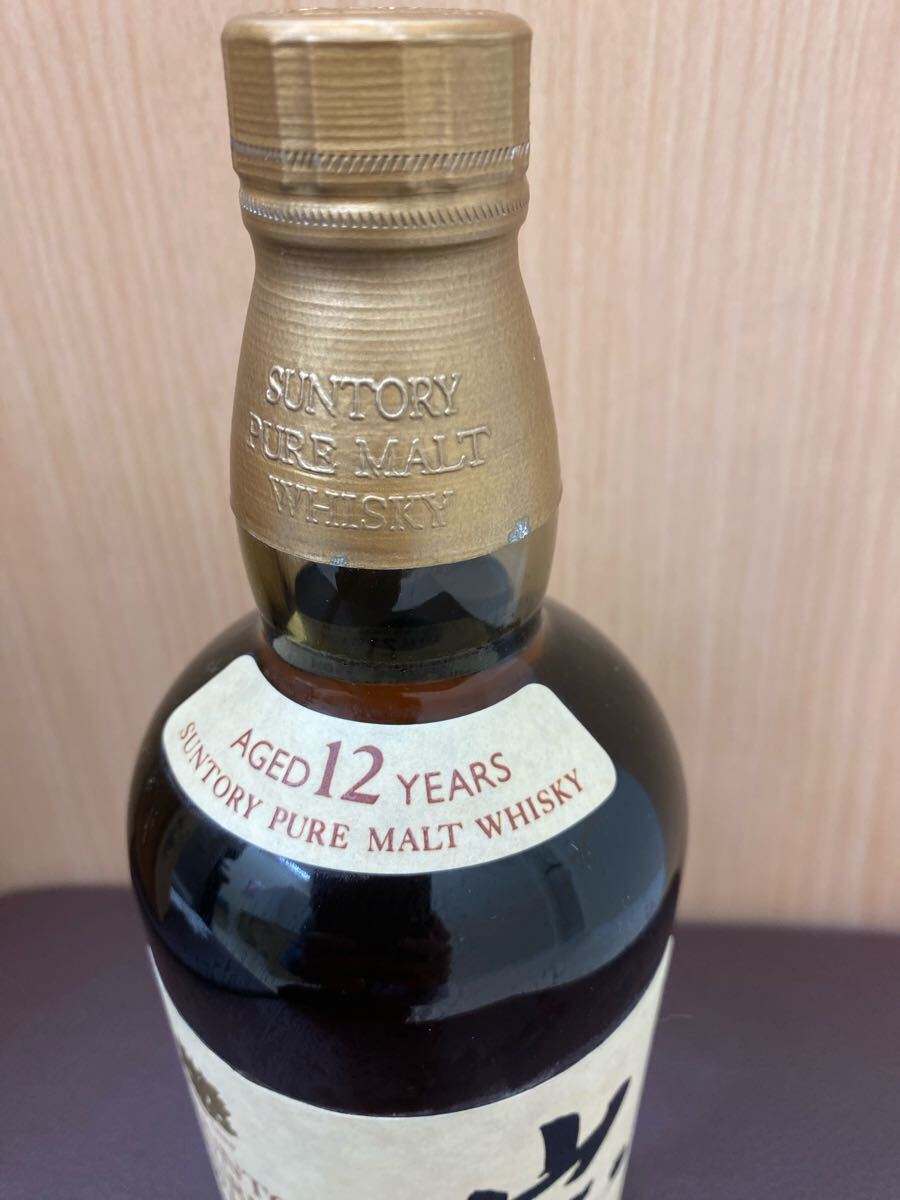 SUNTORY
PURE MALT
WHISKY
AGED 12 YEARS
SUNTORY PURE MALT WHISKY